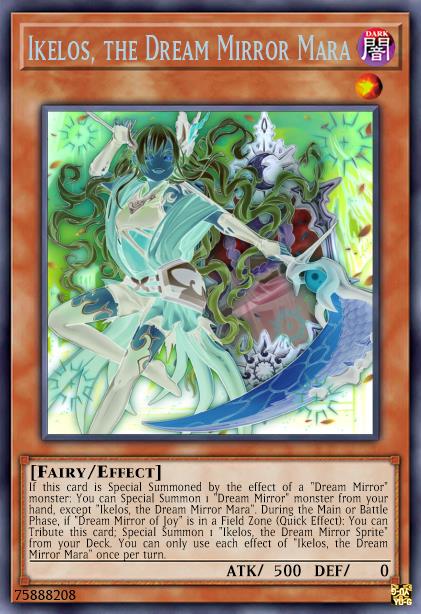 Ikelos, the Dream Mirror Mara
DARK
闇
[Fairy/Effect]
If this card is Special Summoned by the effect of a "Dream Mirror"
monster: You can Special Summon 1 "Dream Mirror" monster from your
hand, except "Ikelos, the Dream Mirror Mara". During the Main or Battle
Phase, if "Dream Mirror of Joy" is in a Field Zone (Quick Effect): You can
Tribute this card; Special Summon 1 "Ikelos, the Dream Mirror Sprite"
from your Deck. You can only use each effect of "Ikelos, the Dream
Mirror Mara" once per turn.
ATK/ 500 DEF/ 0
75888208